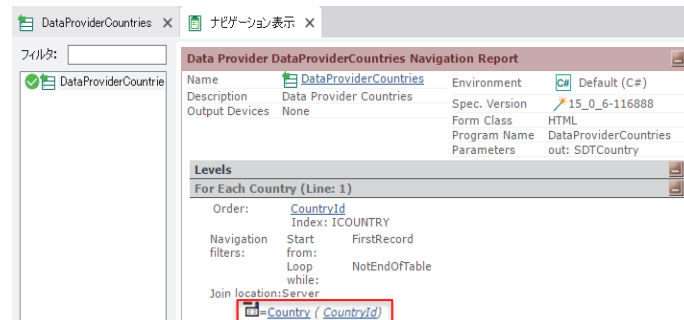 DataProviderCountries ×
ナビゲーション表示 ×
フィルタ:
DataProviderCountrie
Data Provider DataProviderCountries Navigation Report
Name DataProviderCountries
Description Data Provider Countries
Output Devices None
Environment C# Default (C#)
Spec. Version 15_0_6-116888
Form Class HTML
Program Name DataProviderCountries
Parameters out: SDTCountry
Levels
For Each Country (Line: 1)
Order: CountryId
Index: ICOUNTRY
Navigation filters: Start from: FirstRecord
Loop while: NotEndOfTable
Join location:Server
=Country ( CountryId)